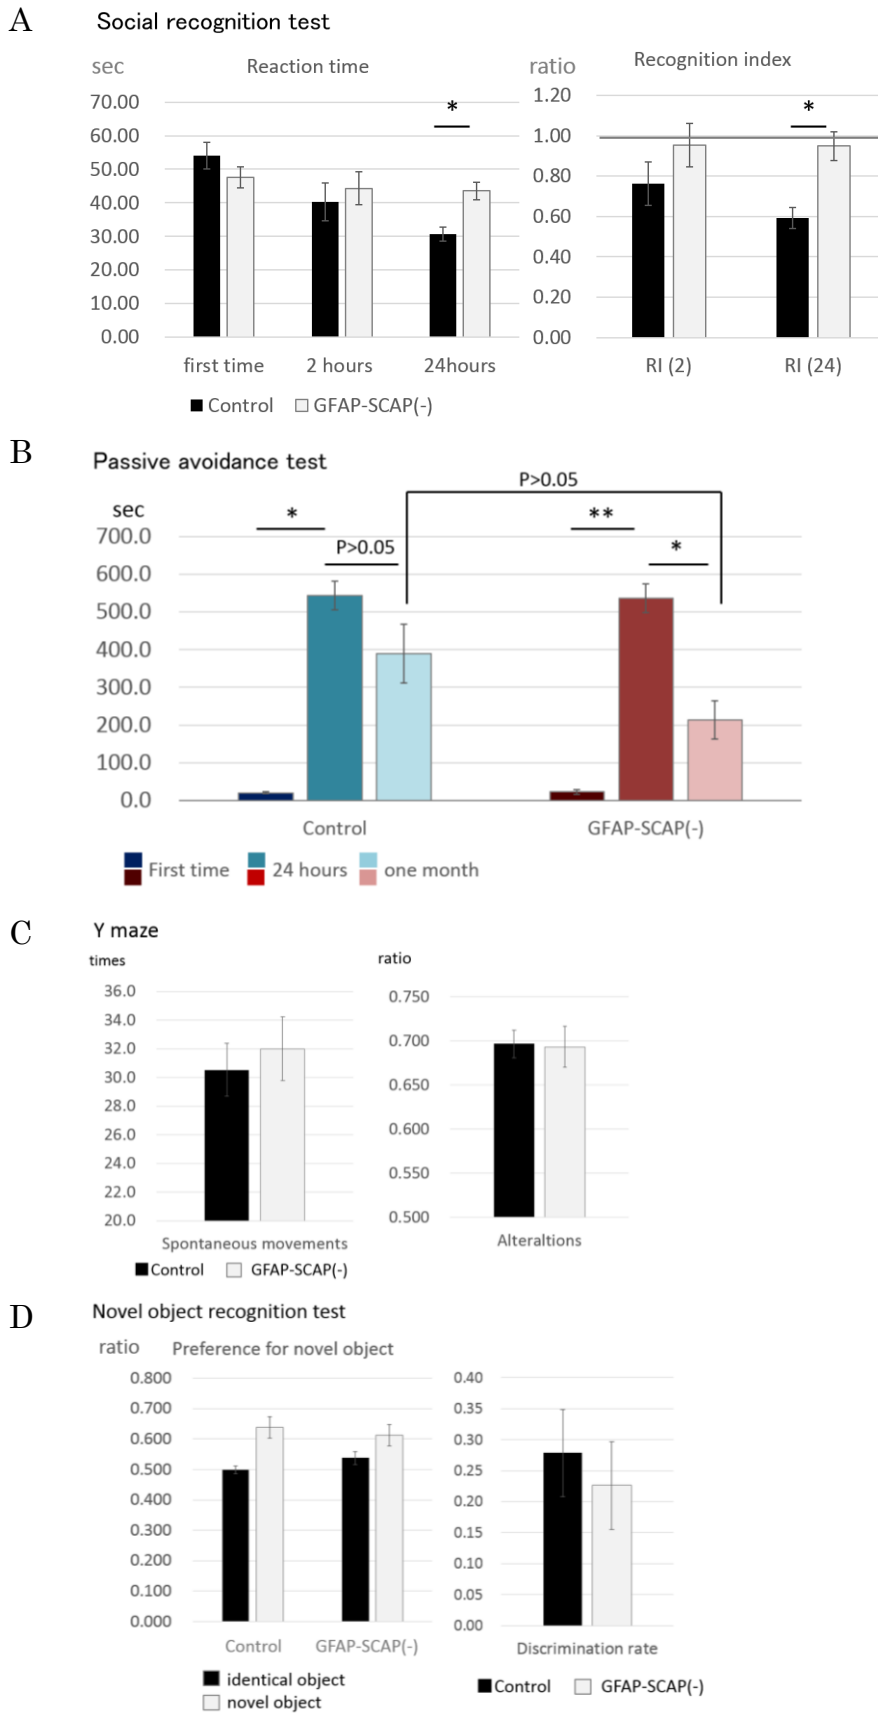 A
Social recognition test
sec
Reaction time
70.00
60.00
50.00
40.00
30.00
20.00
10.00
0.00
*
first time
2 hours
24hours
Control
GFAP-SCAP(-)
ratio
Recognition index
1.20
1.00
0.80
0.60
0.40
0.20
0.00
*
RI (2)
RI (24)
B
Passive avoidance test
sec
P>0.05
*
**
P>0.05
*
700.0
600.0
500.0
400.0
300.0
200.0
100.0
0.0
Control
GFAP-SCAP(-)
First time
24 hours
one month
C
Y maze
times
36.0
34.0
32.0
30.0
28.0
26.0
24.0
22.0
20.0
Spontaneous movements
Control
GFAP-SCAP(-)
ratio
0.750
0.700
0.650
0.600
0.550
0.500
Alteraltions
D
Novel object recognition test
ratio
Preference for novel object
0.800
0.700
0.600
0.500
0.400
0.300
0.200
0.100
0.000
Control
GFAP-SCAP(-)
identical object
novel object
0.40
0.35
0.30
0.25
0.20
0.15
0.10
0.05
0.00
Discrimination rate
Control
GFAP-SCAP(-)